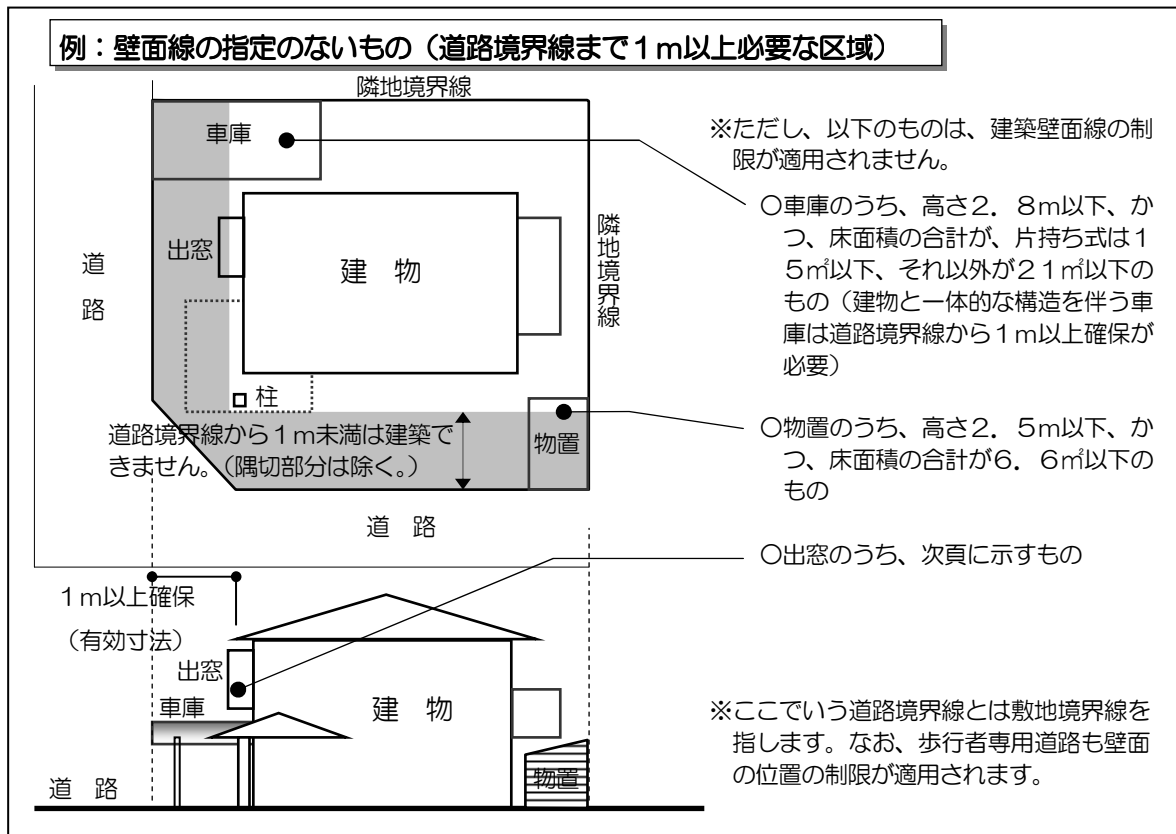 例：壁面線の指定のないもの（道路境界線まで１ｍ以上必要な区域）
隣地境界線
車庫
出窓
道
路
建　物
隣地境界線
柱
道路境界線から１ｍ未満は建築で
きません。（隅切部分は除く。）
物置
道　路
※ただし、以下のものは、建築壁面線の制
限が適用されません。
○車庫のうち、高さ２．８ｍ以下、か
つ、床面積の合計が、片持ち式は１
５㎡以下、それ以外が２１㎡以下の
もの（建物と一体的な構造を伴う車
庫は道路境界線から１ｍ以上確保が
必要）
○物置のうち、高さ２．５ｍ以下、か
つ、床面積の合計が６．６㎡以下の
もの
○出窓のうち、次頁に示すもの
１ｍ以上確保
（有効寸法）
出窓
車庫
建　物
物置
道　路
※ここでいう道路境界線とは敷地境界線を
指します。なお、歩行者専用道路も壁面
の位置の制限が適用されます。